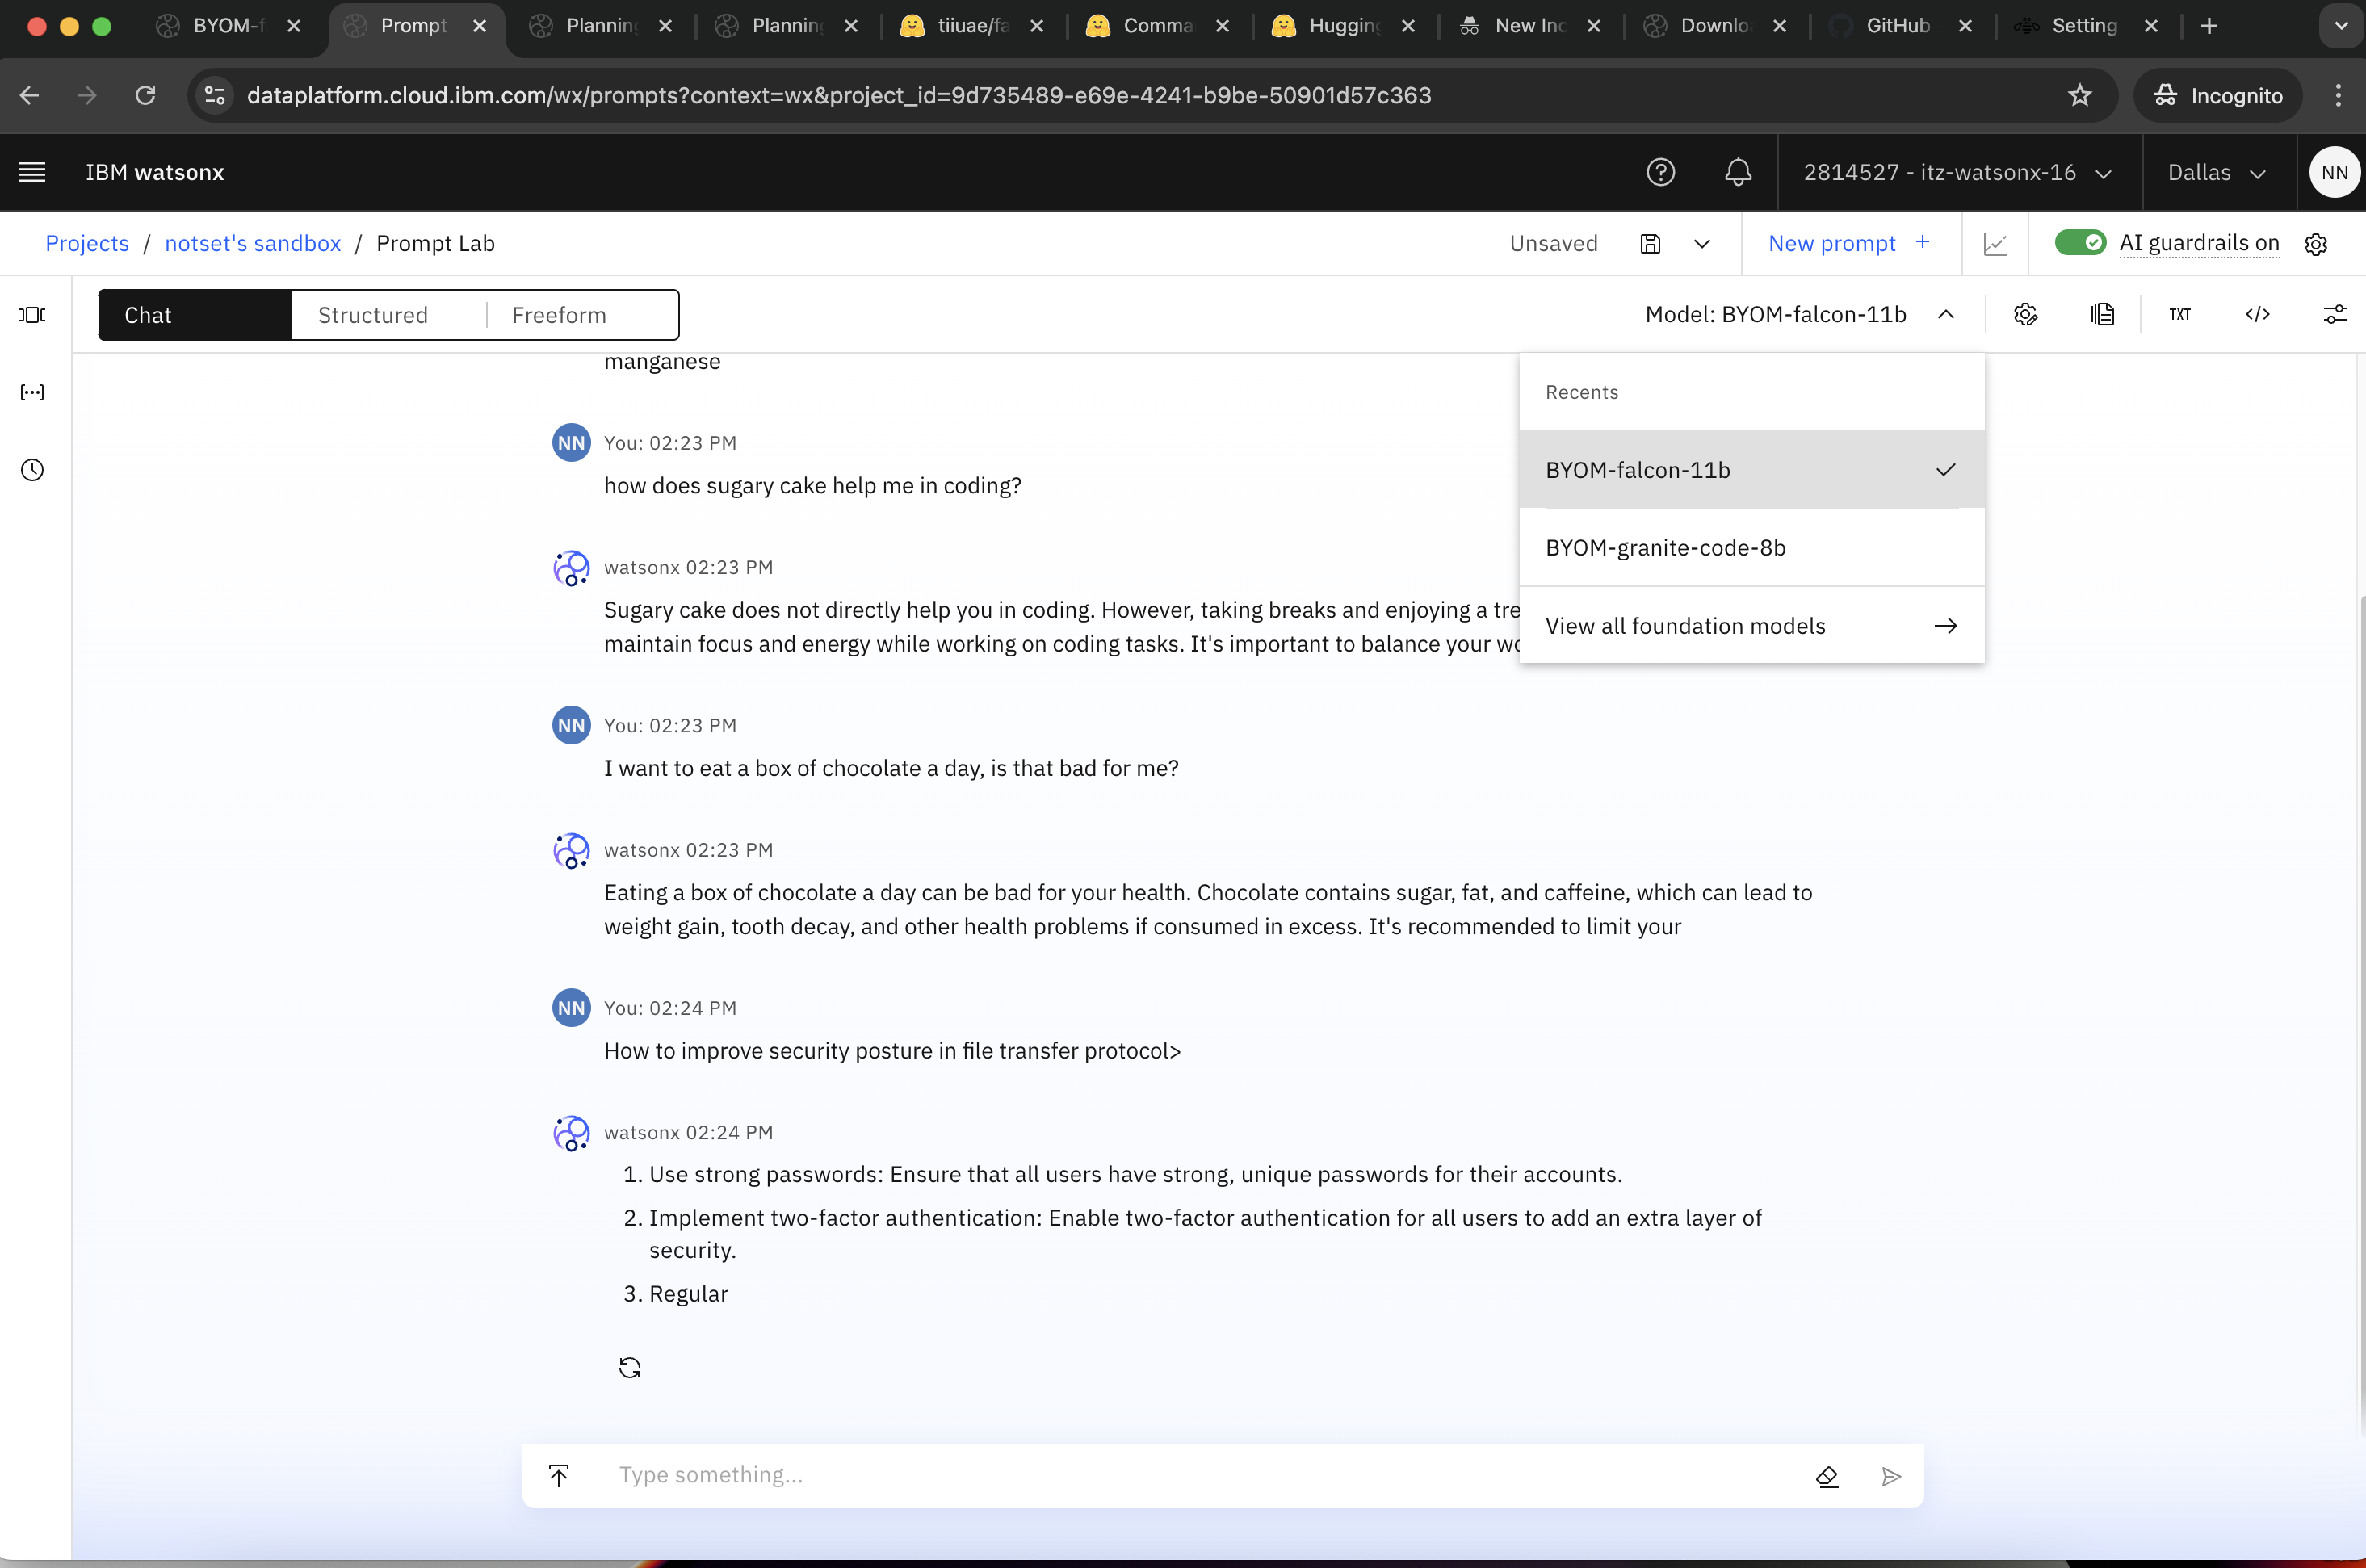 BYOM-f
Prompt
Planning
Planning
tiiuae/fa
Comma
Hugging
New Inc
Downlo
GitHub
Setting
dataplatform.cloud.ibm.com/wx/prompts?context=wx&project_id=9d735489-e69e-4241-b9be-50901d57c363
Incognito
IBM watsonx
2814527 - itz-watsonx-16
Dallas
NN
Projects / notset's sandbox / Prompt Lab
Unsaved
New prompt +
AI guardrails on
Chat
Structured
Freeform
Model: BYOM-falcon-11b
TXT
</>
Recents
BYOM-falcon-11b
BYOM-granite-code-8b
View all foundation models
manganese
NN
You: 02:23 PM
how does sugary cake help me in coding?
watsonx 02:23 PM
Sugary cake does not directly help you in coding. However, taking breaks and enjoying a tre
maintain focus and energy while working on coding tasks. It's important to balance your wo
NN
You: 02:23 PM
I want to eat a box of chocolate a day, is that bad for me?
watsonx 02:23 PM
Eating a box of chocolate a day can be bad for your health. Chocolate contains sugar, fat, and caffeine, which can lead to
weight gain, tooth decay, and other health problems if consumed in excess. It's recommended to limit your
NN
You: 02:24 PM
How to improve security posture in file transfer protocol>
watsonx 02:24 PM
1. Use strong passwords: Ensure that all users have strong, unique passwords for their accounts.
2. Implement two-factor authentication: Enable two-factor authentication for all users to add an extra layer of
security.
3. Regular
Type something...